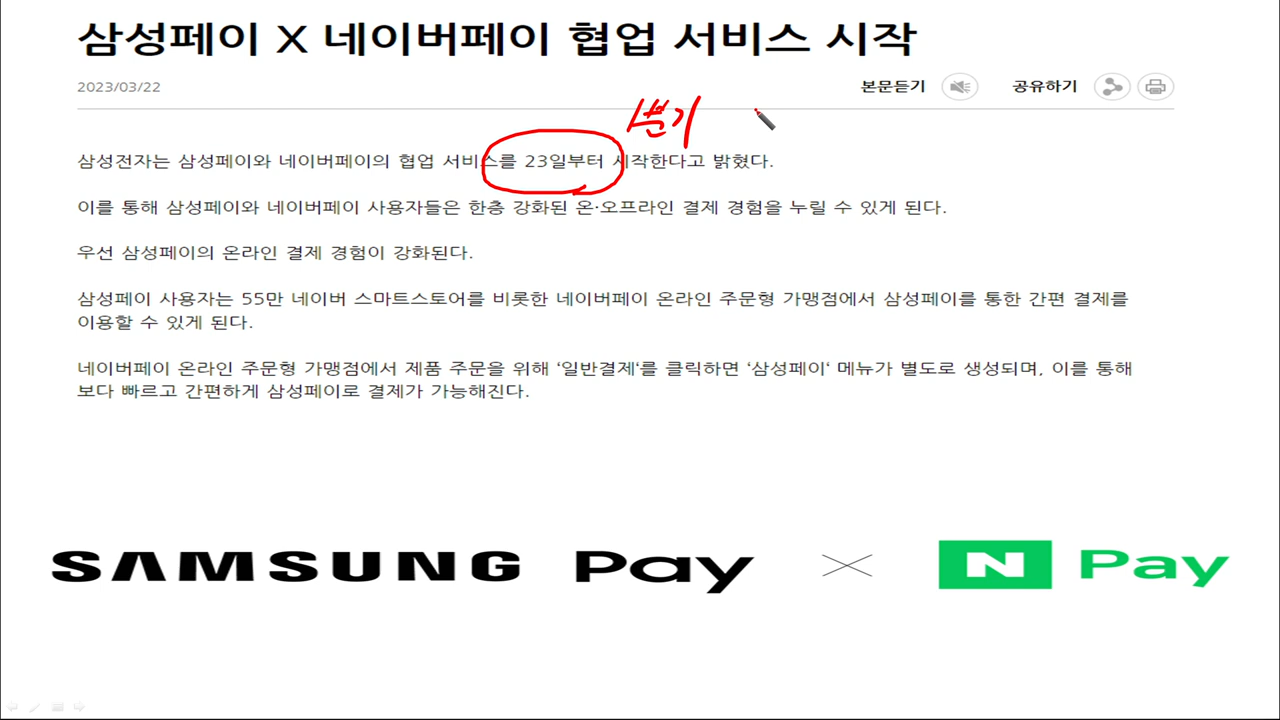 삼성페이 X 네이버페이 협업 서비스 시작
2023/03/22 본문듣기 공유하기
1분기
삼성전자는 삼성페이와 네이버페이의 협업 서비스를 23일부터 시작한다고 밝혔다.
이를 통해 삼성페이와 네이버페이 사용자들은 한층 강화된 온·오프라인 결제 경험을 누릴 수 있게 된다.
우선 삼성페이의 온라인 결제 경험이 강화된다.
삼성페이 사용자는 55만 네이버 스마트스토어를 비롯한 네이버페이 온라인 주문형 가맹점에서 삼성페이를 통한 간편 결제를
이용할 수 있게 된다.
네이버페이 온라인 주문형 가맹점에서 제품 주문을 위해 ‘일반결제‘를 클릭하면 ‘삼성페이‘ 메뉴가 별도로 생성되며, 이를 통해
보다 빠르고 간편하게 삼성페이로 결제가 가능해진다.
SAMSUNG Pay × N Pay